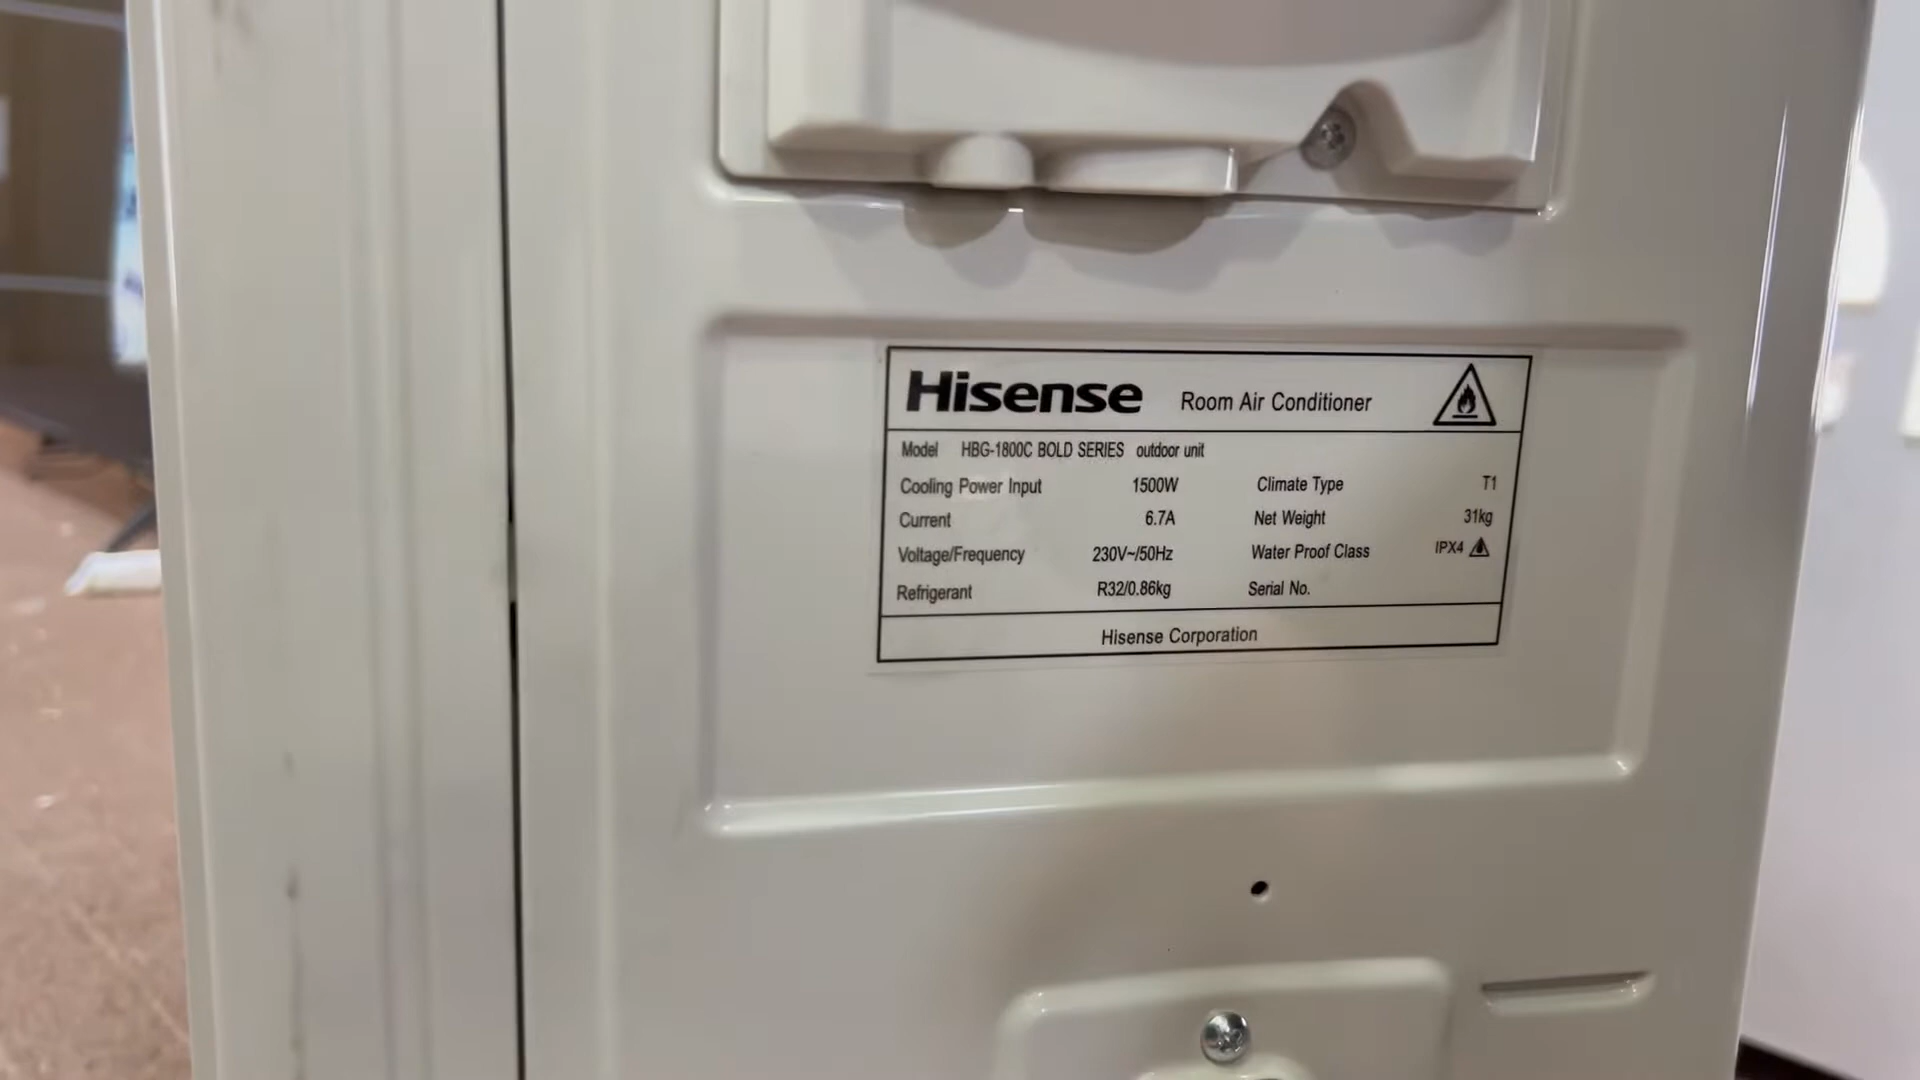 Hisense Room Air Conditioner
Model HBG-1800C BOLD SERIES outdoor unit
Cooling Power Input 1500W Climate Type T1
Current 6.7A Net Weight 31kg
Voltage/Frequency 230V~/50Hz Water Proof Class IPX4
Refrigerant R32/0.86kg Serial No.
Hisense Corporation